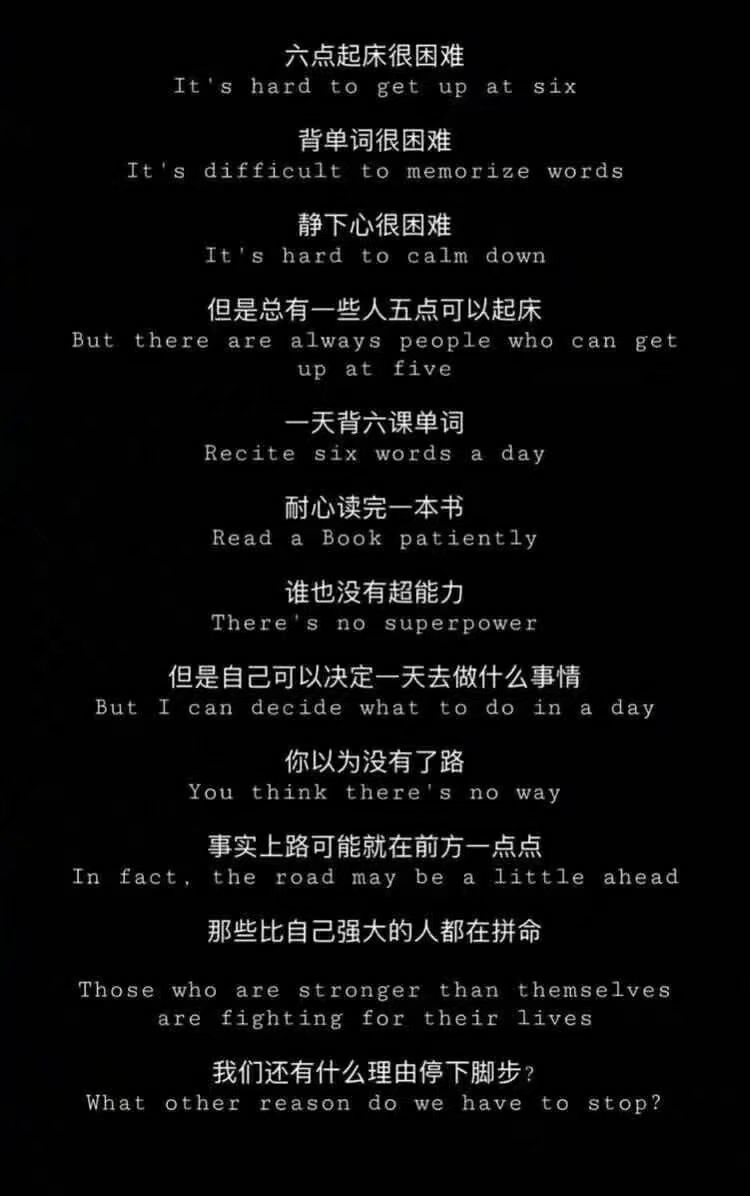 六点起床很困难
It's hard to get up at six
背单词很困难
It's difficult to memorize words
静下心很困难
It's hard to calm down
但是总有一些人五点可以起床
But there are always people who can get
up at five
一天背六课单词
Recite six words a day
耐心读完一本书
Read a Book patiently
谁也没有超能力
There's no superpower
但是自己可以决定一天去做什么事情
But I can decide what to do in a day
你以为没有了路
You think there's no way
事实上路可能就在前方一点点
In fact, the road may be a little ahead
那些比自己强大的人都在拼命
Those who are stronger than themselves
are fighting for their lives
我们还有什么理由停下脚步?
What other reason do we have to stop?